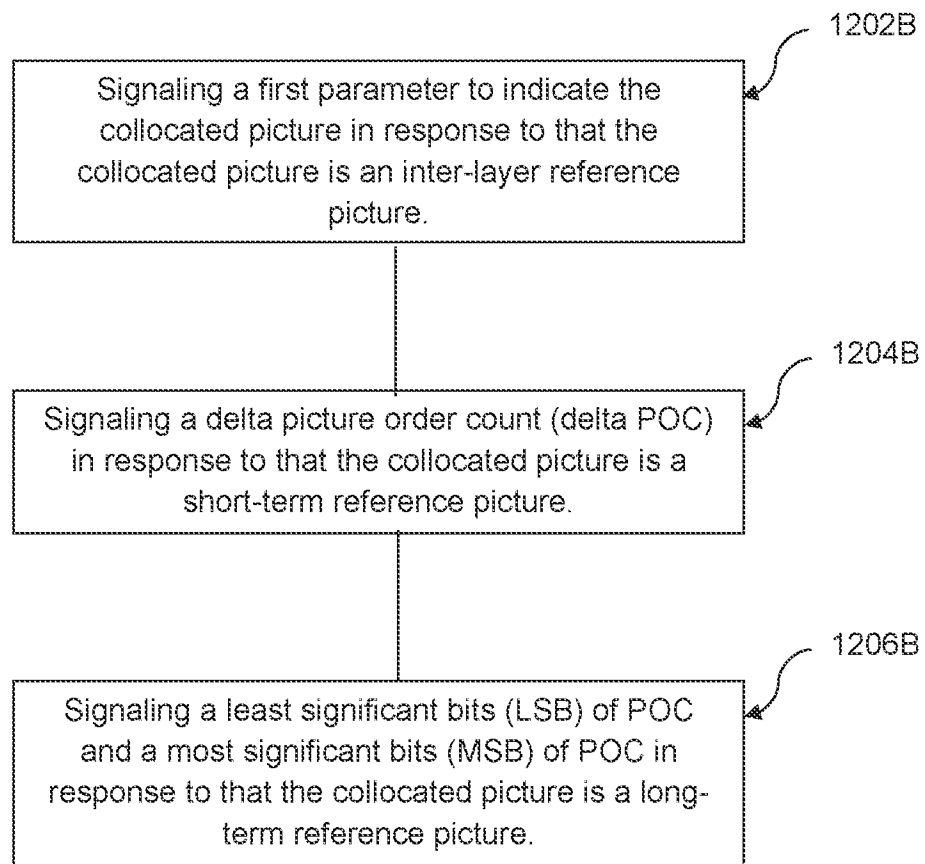 1202B
Signaling a first parameter to indicate the
collocated picture in response to that the
collocated picture is an inter-layer reference
picture.
1204B
Signaling a delta picture order count (delta POC)
in response to that the collocated picture is a
short-term reference picture.
1206B
Signaling a least significant bits (LSB) of POC
and a most significant bits (MSB) of POC in
response to that the collocated picture is a long-
term reference picture.